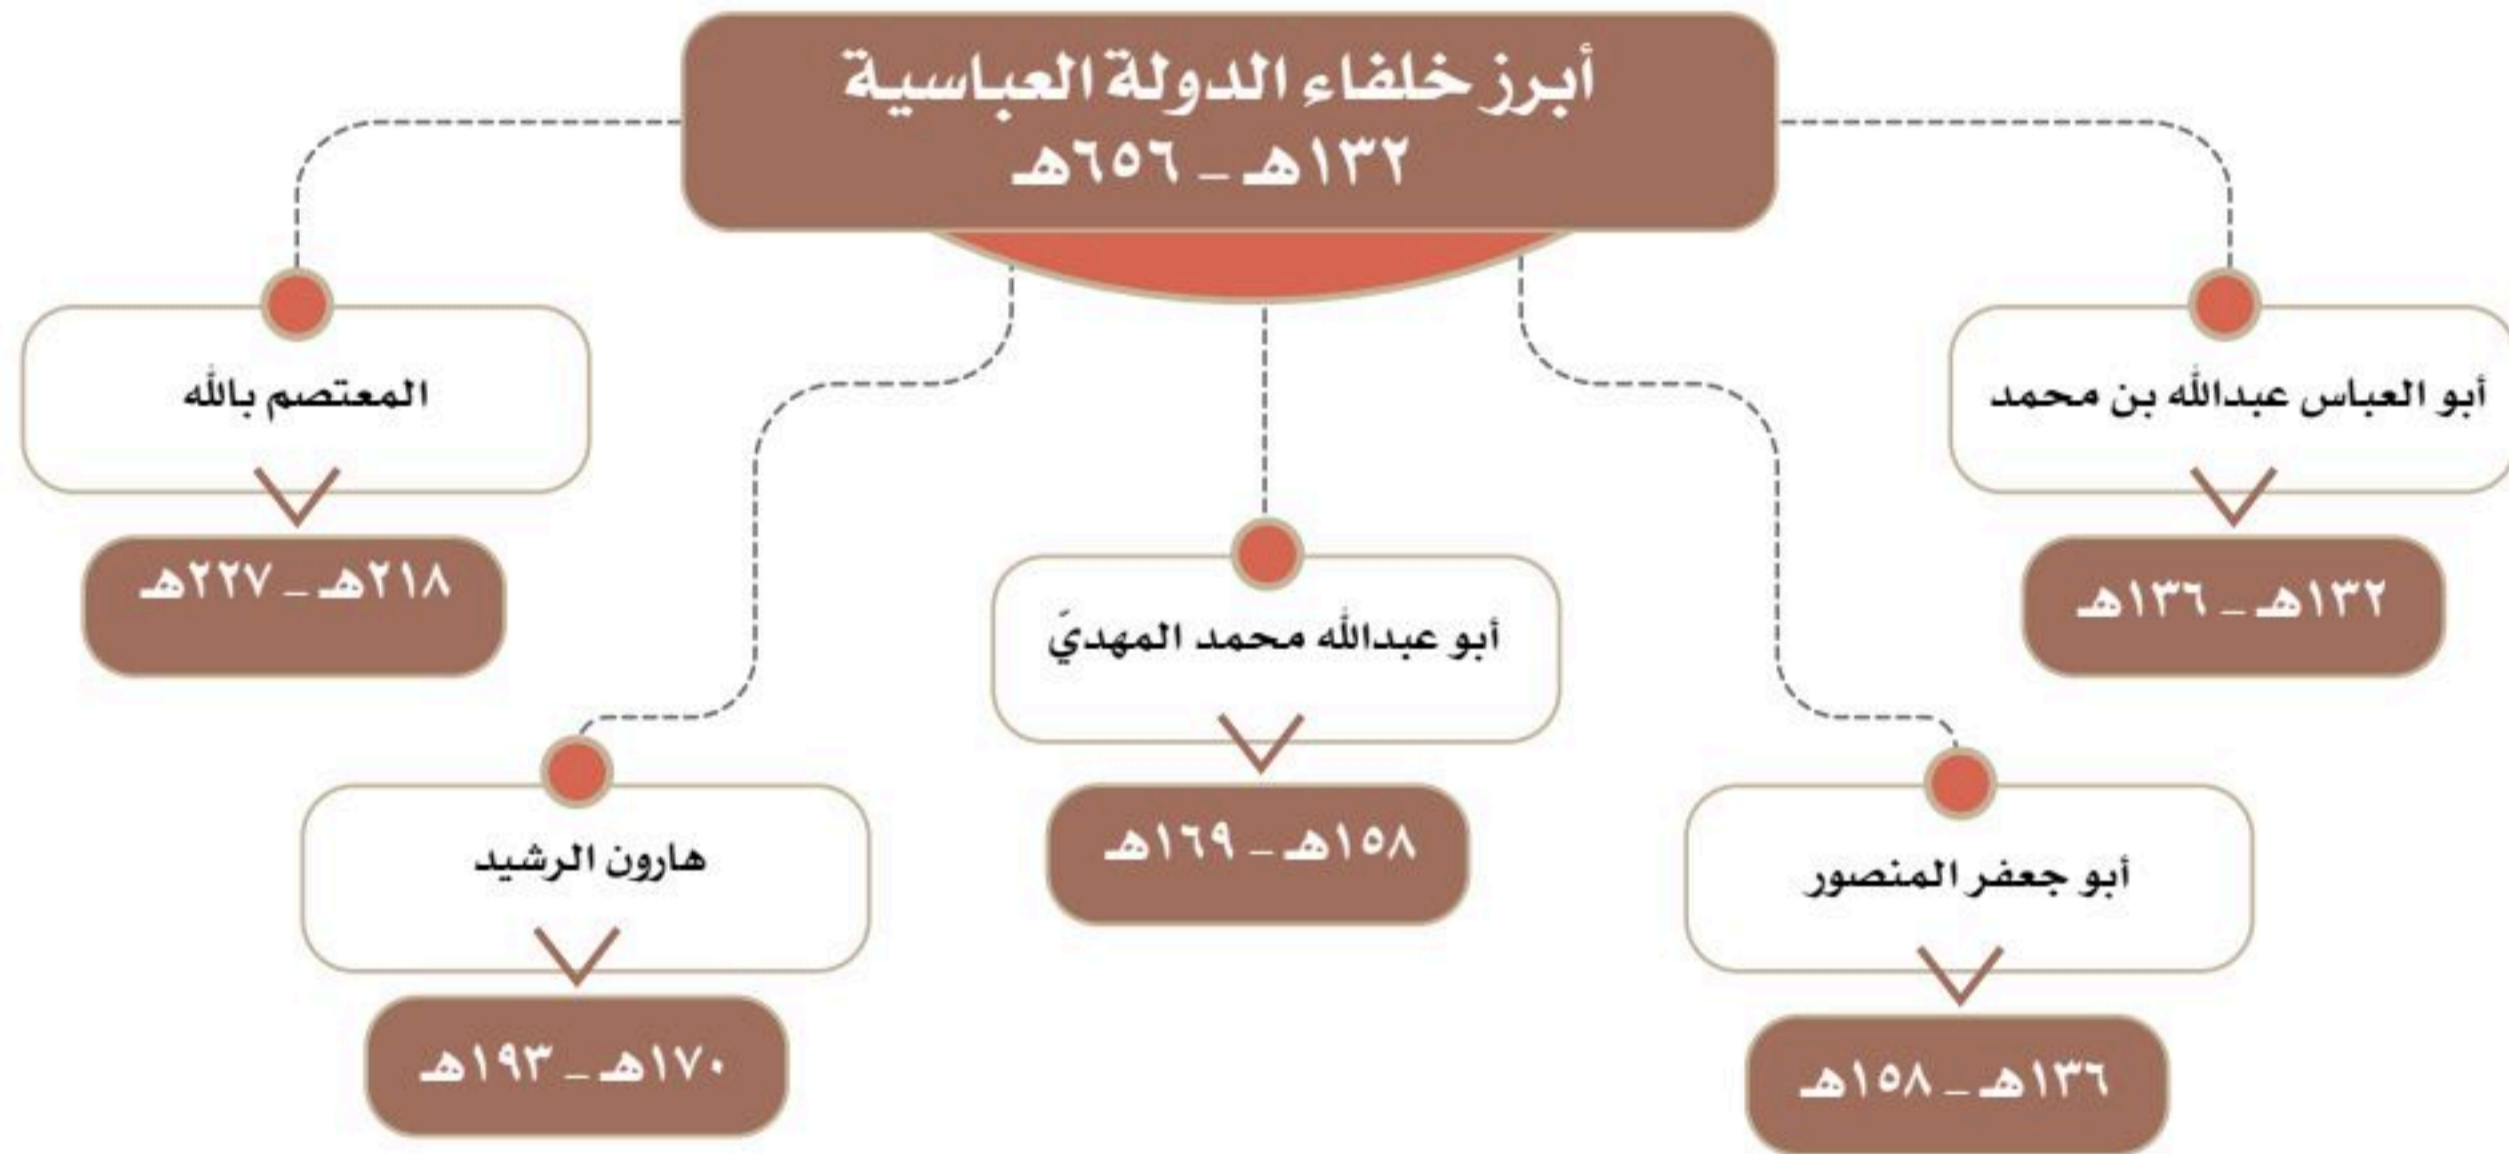 أبرز خلفاء الدولة العباسية
١٣٢هـ - ٦٥٦هـ
أبو العباس عبدالله بن محمد
١٣٢هـ - ١٣٦هـ
أبو جعفر المنصور
١٣٦هـ - ١٥٨هـ
أبو عبدالله محمد المهديَ
١٥٨هـ - ١٦٩هـ
هارون الرشيد
١٧٠هـ - ١٩٣هـ
المعتصم بالله
٢١٨هـ - ٢٢٧هـ